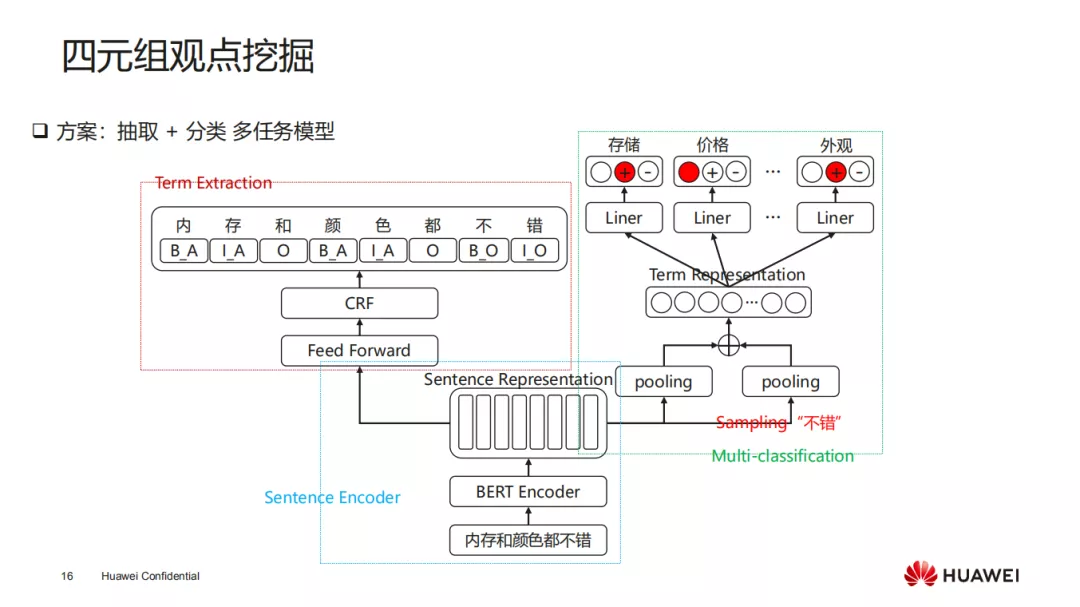 四元组观点挖掘
方案：抽取 + 分类 多任务模型
Term Extraction
内 存 和 颜 色 都 不 错
B_A I_A O B_A I_A O B_O I_O
CRF
Feed Forward
Sentence Representation
Sentence Encoder
BERT Encoder
内存和颜色都不错
存储 价格 ... 外观
+ - + - + -
Liner Liner ... Liner
Term Representation
...
pooling pooling
Sampling “不错”
Multi-classification
16 Huawei Confidential
HUAWEI